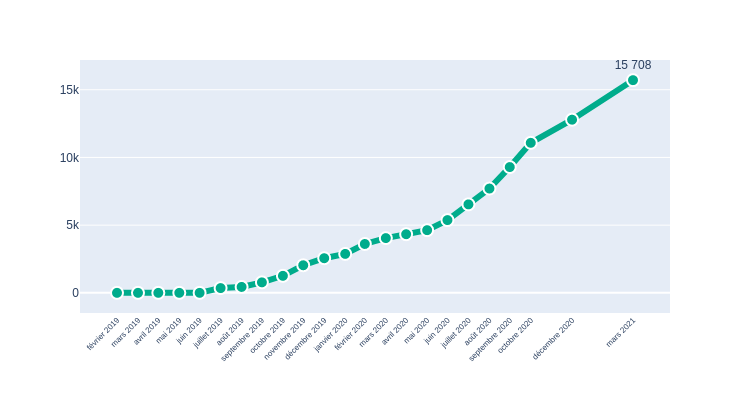 15 708
15k
10k
5k
0
février 2019
mars 2019
avril 2019
mai 2019
juin 2019
juillet 2019
août 2019
septembre 2019
octobre 2019
novembre 2019
décembre 2019
janvier 2020
février 2020
mars 2020
avril 2020
mai 2020
juin 2020
juillet 2020
août 2020
septembre 2020
octobre 2020
décembre 2020
mars 2021